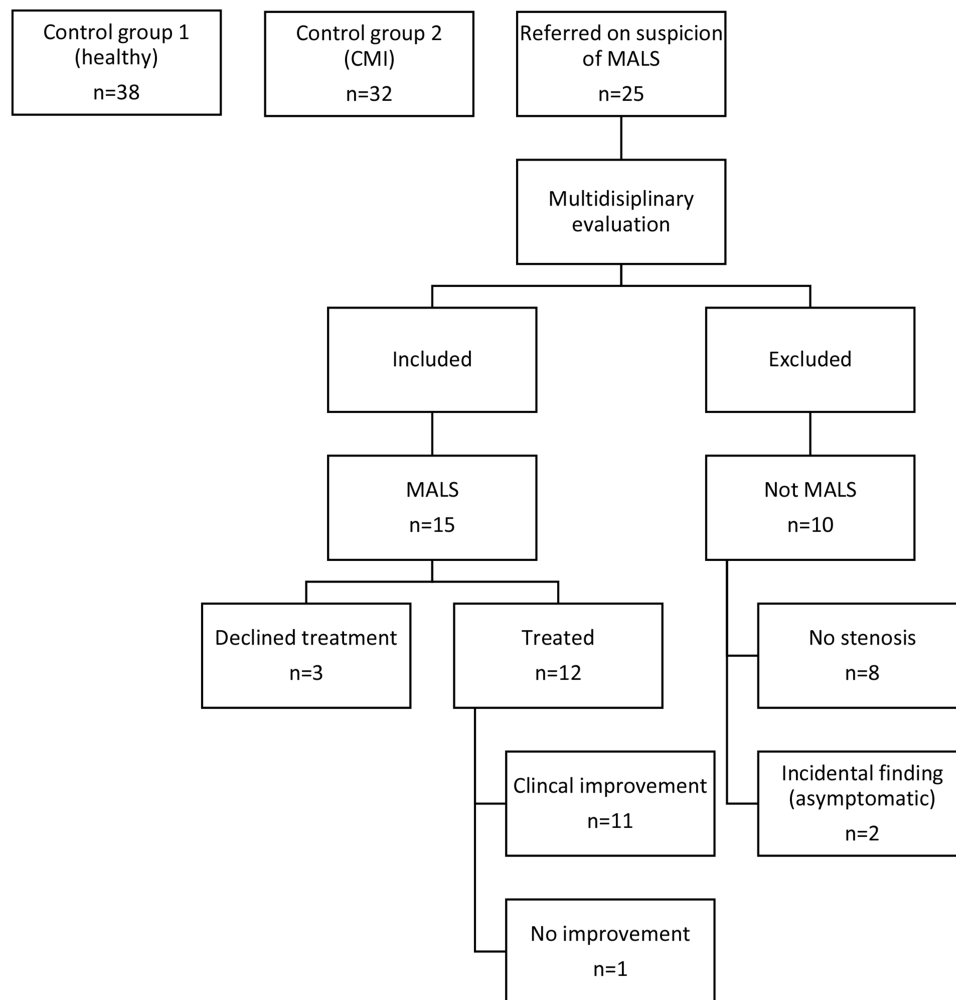 Control group 1
(healthy)
n=38
Control group 2
(CMI)
n=32
Referred on suspicion
of MALS
n=25
Multidisiplinary
evaluation
Included
Excluded
MALS
n=15
Not MALS
n=10
Declined treatment
n=3
Treated
n=12
No stenosis
n=8
Clincal improvement
n=11
Incidental finding
(asymptomatic)
n=2
No improvement
n=1